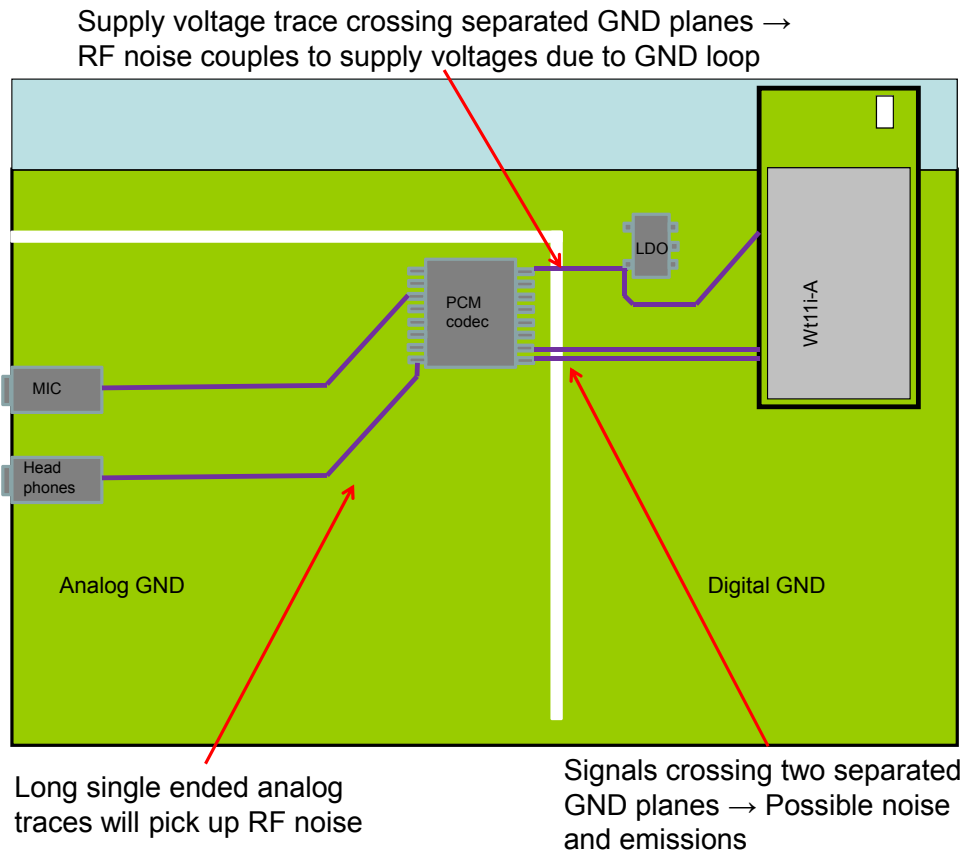 Supply voltage trace crossing separated GND planes →
RF noise couples to supply voltages due to GND loop
LDO
PCM
codec
Wt11i-A
MIC
Head
phones
Analog GND
Digital GND
Long single ended analog
traces will pick up RF noise
Signals crossing two separated
GND planes → Possible noise
and emissions